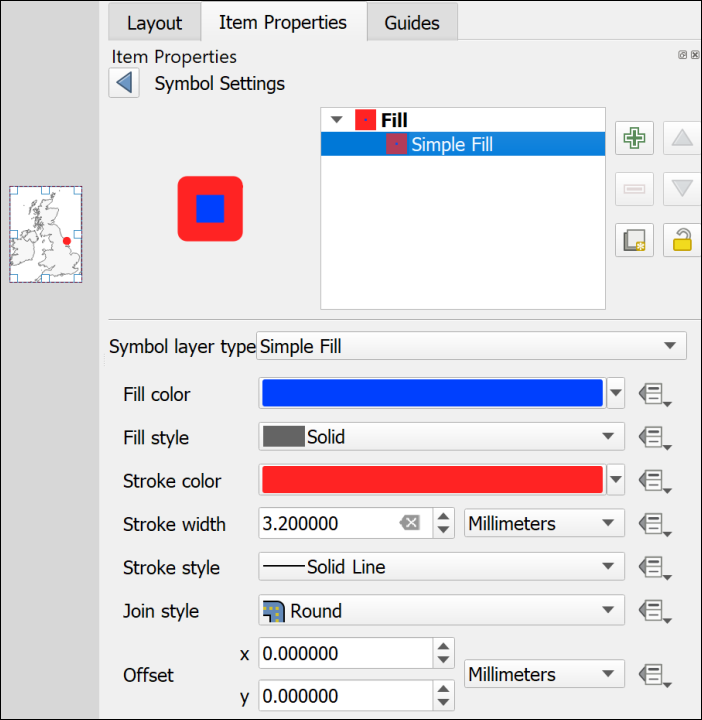 Layout Item Properties Guides
Item Properties
Symbol Settings
Fill
Simple Fill
Symbol layer type Simple Fill
Fill color
Fill style Solid
Stroke color
Stroke width 3.200000 Millimeters
Stroke style Solid Line
Join style Round
x 0.000000
Offset Millimeters
y 0.000000